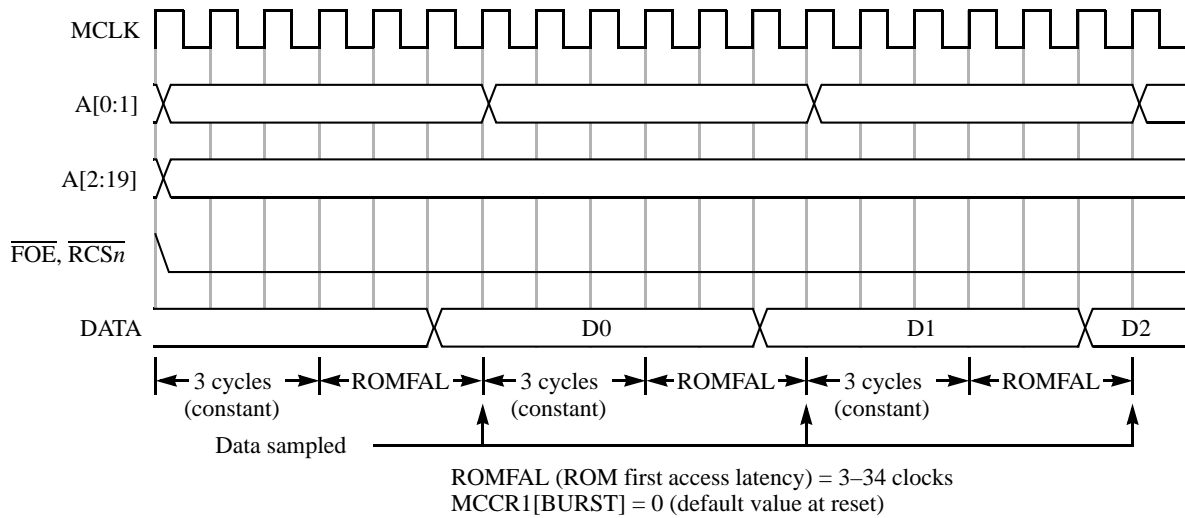 MCLK
A[0:1]
A[2:19]
FOE, RCSn
DATA
D0
D1
D2
3 cycles
(constant)
ROMFAL
3 cycles
(constant)
ROMFAL
3 cycles
(constant)
ROMFAL
Data sampled
ROMFAL (ROM first access latency) = 3–34 clocks
MCCR1[BURST] = 0 (default value at reset)